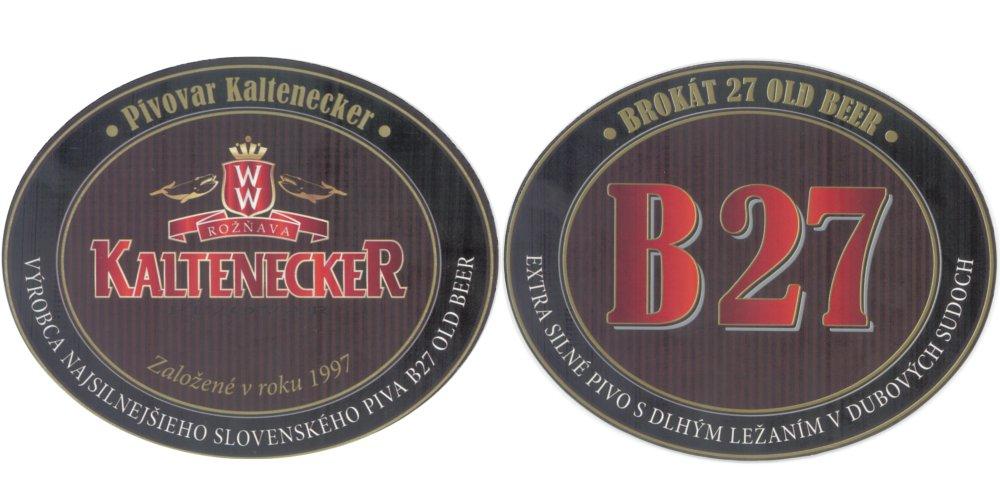 • Pivovar Kaltenecker •
W
W
ROŽŇAVA
KALTENECKER
Založené v roku 1997
VÝROBCA NAJSILNEJŠIEHO SLOVENSKÉHO PIVA B27 OLD BEER
• BROKÁT 27 OLD BEER •
B27
EXTRA SILNÉ PIVO S DLHÝM LEŽANÍM V DUBOVÝCH SUDOCH